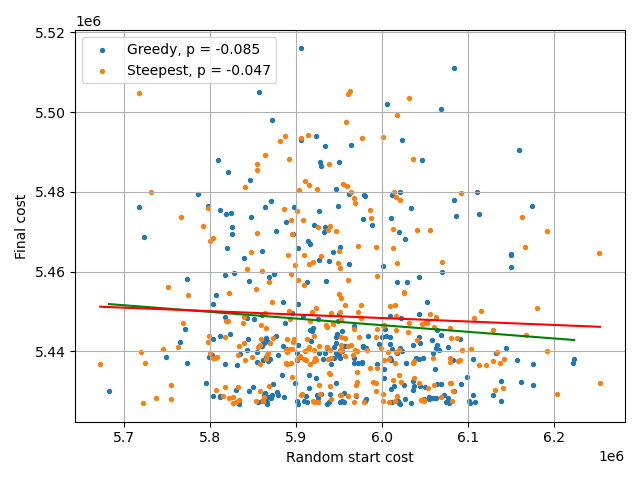 1e6
5.52
Greedy, p = -0.085
Steepest, p = -0.047
5.50
5.48
Final cost
5.46
5.44
5.7 5.8 5.9 6.0 6.1 6.2
Random start cost 1e6